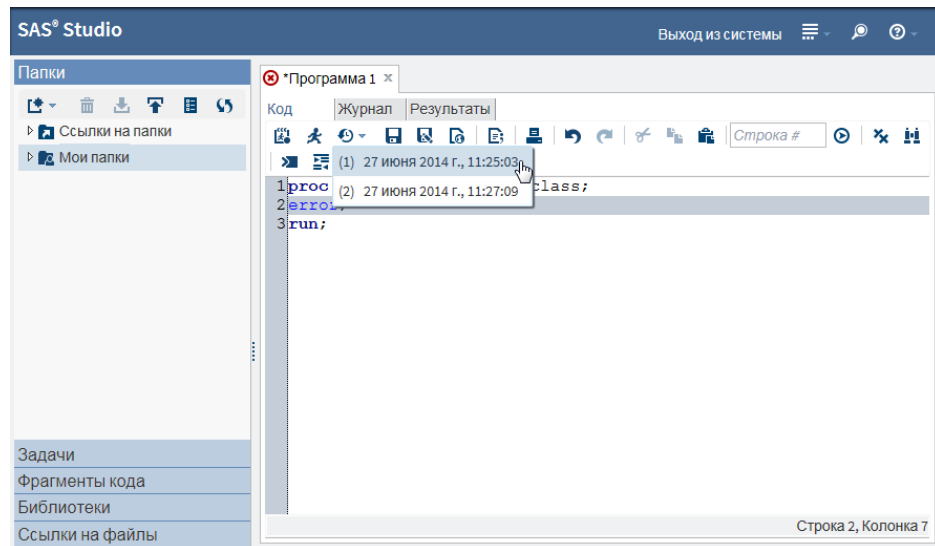 SAS® Studio
Выход из системы
Папки
Ссылки на папки
Мои папки
Задачи
Фрагменты кода
Библиотеки
Ссылки на файлы
*Программа 1
Код Журнал Результаты
Строка #
(1) 27 июня 2014 г., 11:25:03
(2) 27 июня 2014 г., 11:27:09
1 proc class;
2
3 run;
Строка 2, Колонка 7